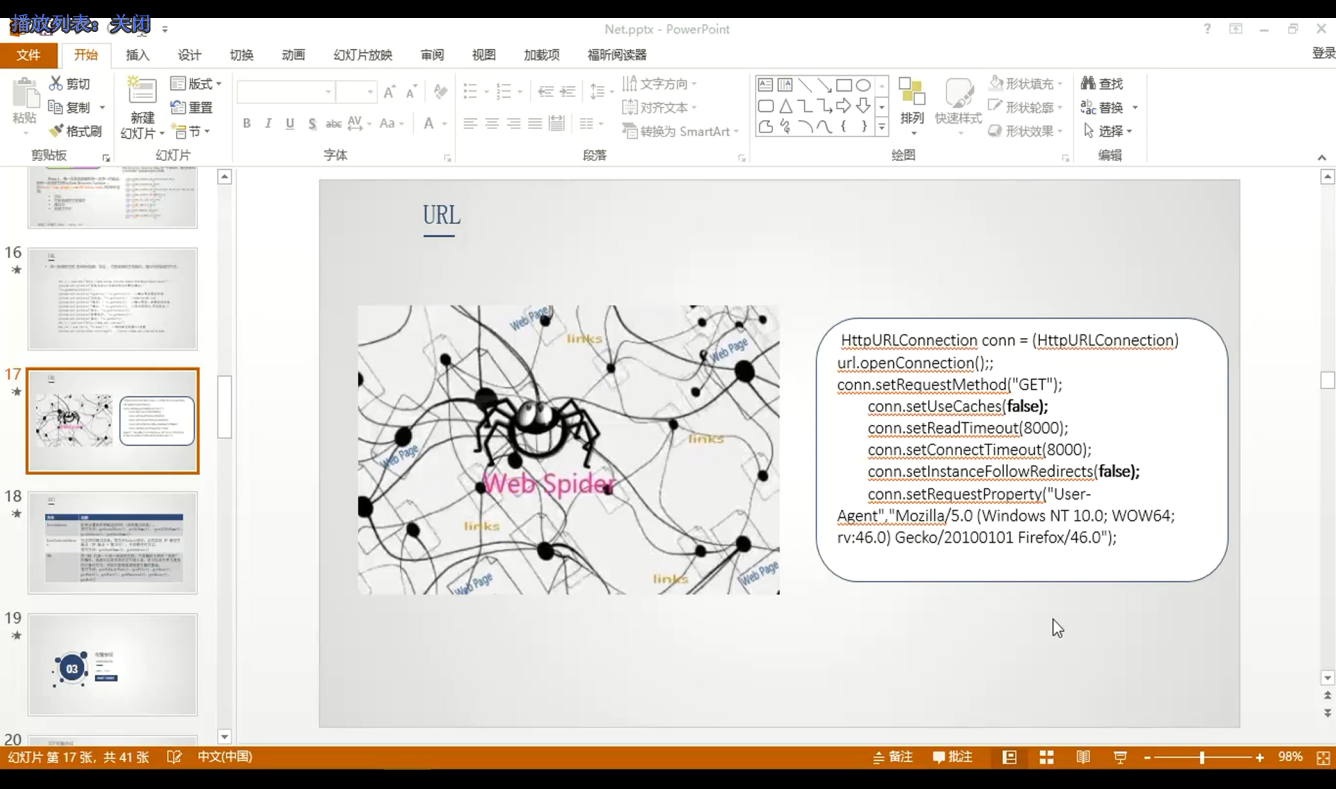 播放列表: 关闭
Net.pptx - PowerPoint
文件 开始 插入 设计 切换 动画 幻灯片放映 审阅 视图 加载项 福昕阅读器 登录
粘贴 剪切 复制 格式刷
新建 幻灯片 版式 重置 节
B I U S abc AV Aa A
文字方向 对齐文本 转换为 SmartArt
排列 快速样式 形状填充 形状轮廓 形状效果
查找 替换 选择
剪贴板 幻灯片 字体 段落 绘图 编辑
16
17
18
19
03
20
URL
Web Page
links
Web Page
links
Web Page
Web Spider
links
links
Web Page
Web Page
HttpURLConnection conn = (HttpURLConnection)
url.openConnection();;
conn.setRequestMethod("GET");
conn.setUseCaches(false);
conn.setReadTimeout(8000);
conn.setConnectTimeout(8000);
conn.setInstanceFollowRedirects(false);
conn.setRequestProperty("User-
Agent","Mozilla/5.0 (Windows NT 10.0; WOW64;
rv:46.0) Gecko/20100101 Firefox/46.0");
幻灯片 第 17 张，共 41 张 中文(中国) 备注 批注 98%